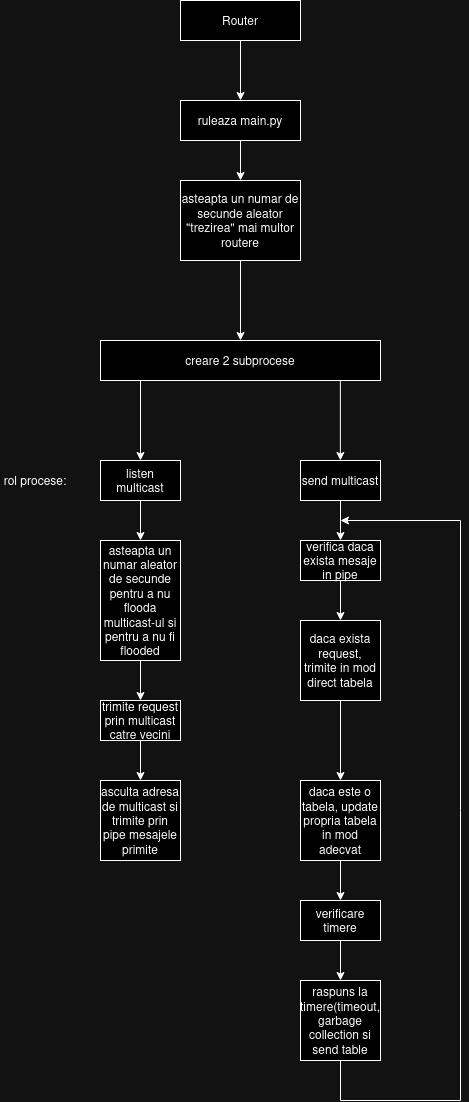 Router
ruleaza main.py
asteapta un numar de
secunde aleator
"trezirea" mai multor
routere
creare 2 subprocese
rol procese:
listen
multicast
asteapta un
numar aleator
de secunde
pentru a nu
flooda
multicast-ul si
pentru a nu fi
flooded
trimite request
prin multicast
catre vecini
asculta adresa
de multicast si
trimite prin
pipe mesajele
primite
send multicast
verifica daca
exista mesaje
in pipe
daca exista
request,
trimite in mod
direct tabela
daca este o
tabela, update
propria tabela
in mod
adecvat
verificare
timere
raspuns la
timere(timeout,
garbage
collection si
send table